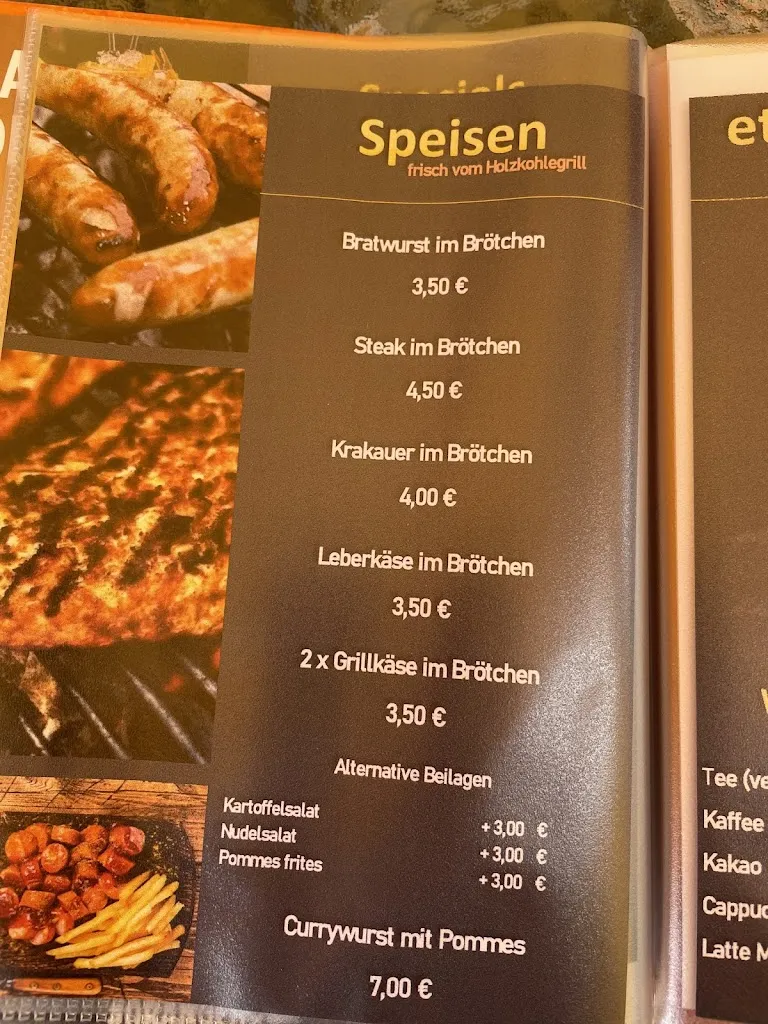 Specials
Speisen
frisch vom Holzkohlegrill
Bratwurst im Brötchen
3,50 €
Steak im Brötchen
4,50 €
Krakauer im Brötchen
4,00 €
Leberkäse im Brötchen
3,50 €
2 x Grillkäse im Brötchen
3,50 €
Alternative Beilagen
Kartoffelsalat + 3,00 €
Nudelsalat + 3,00 €
Pommes frites + 3,00 €
Currywurst mit Pommes
7,00 €
Tee
Kaffee
Kakao
Latte